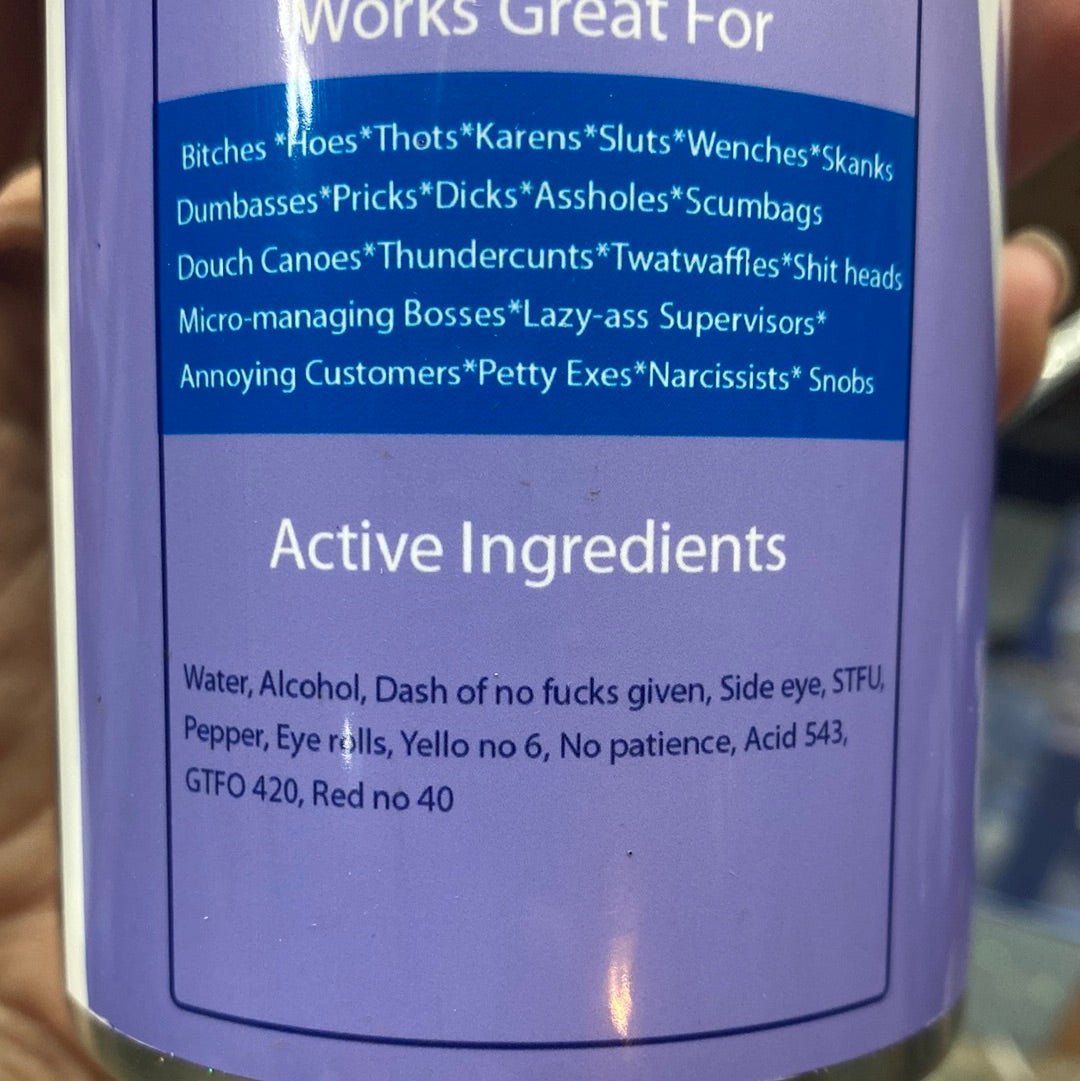 Works Great For
Bitches *Hoes*Thots*Karens*Sluts*Wenches*Skanks
Dumbasses*Pricks*Dicks*Assholes*Scumbags
Douch Canoes*Thundercunts*Twatwaffles*Shit heads
Micro-managing Bosses*Lazy-ass Supervisors*
Annoying Customers*Petty Exes*Narcissists* Snobs
Active Ingredients
Water, Alcohol, Dash of no fucks given, Side eye, STFU,
Pepper, Eye rolls, Yello no 6, No patience, Acid 543,
GTFO 420, Red no 40